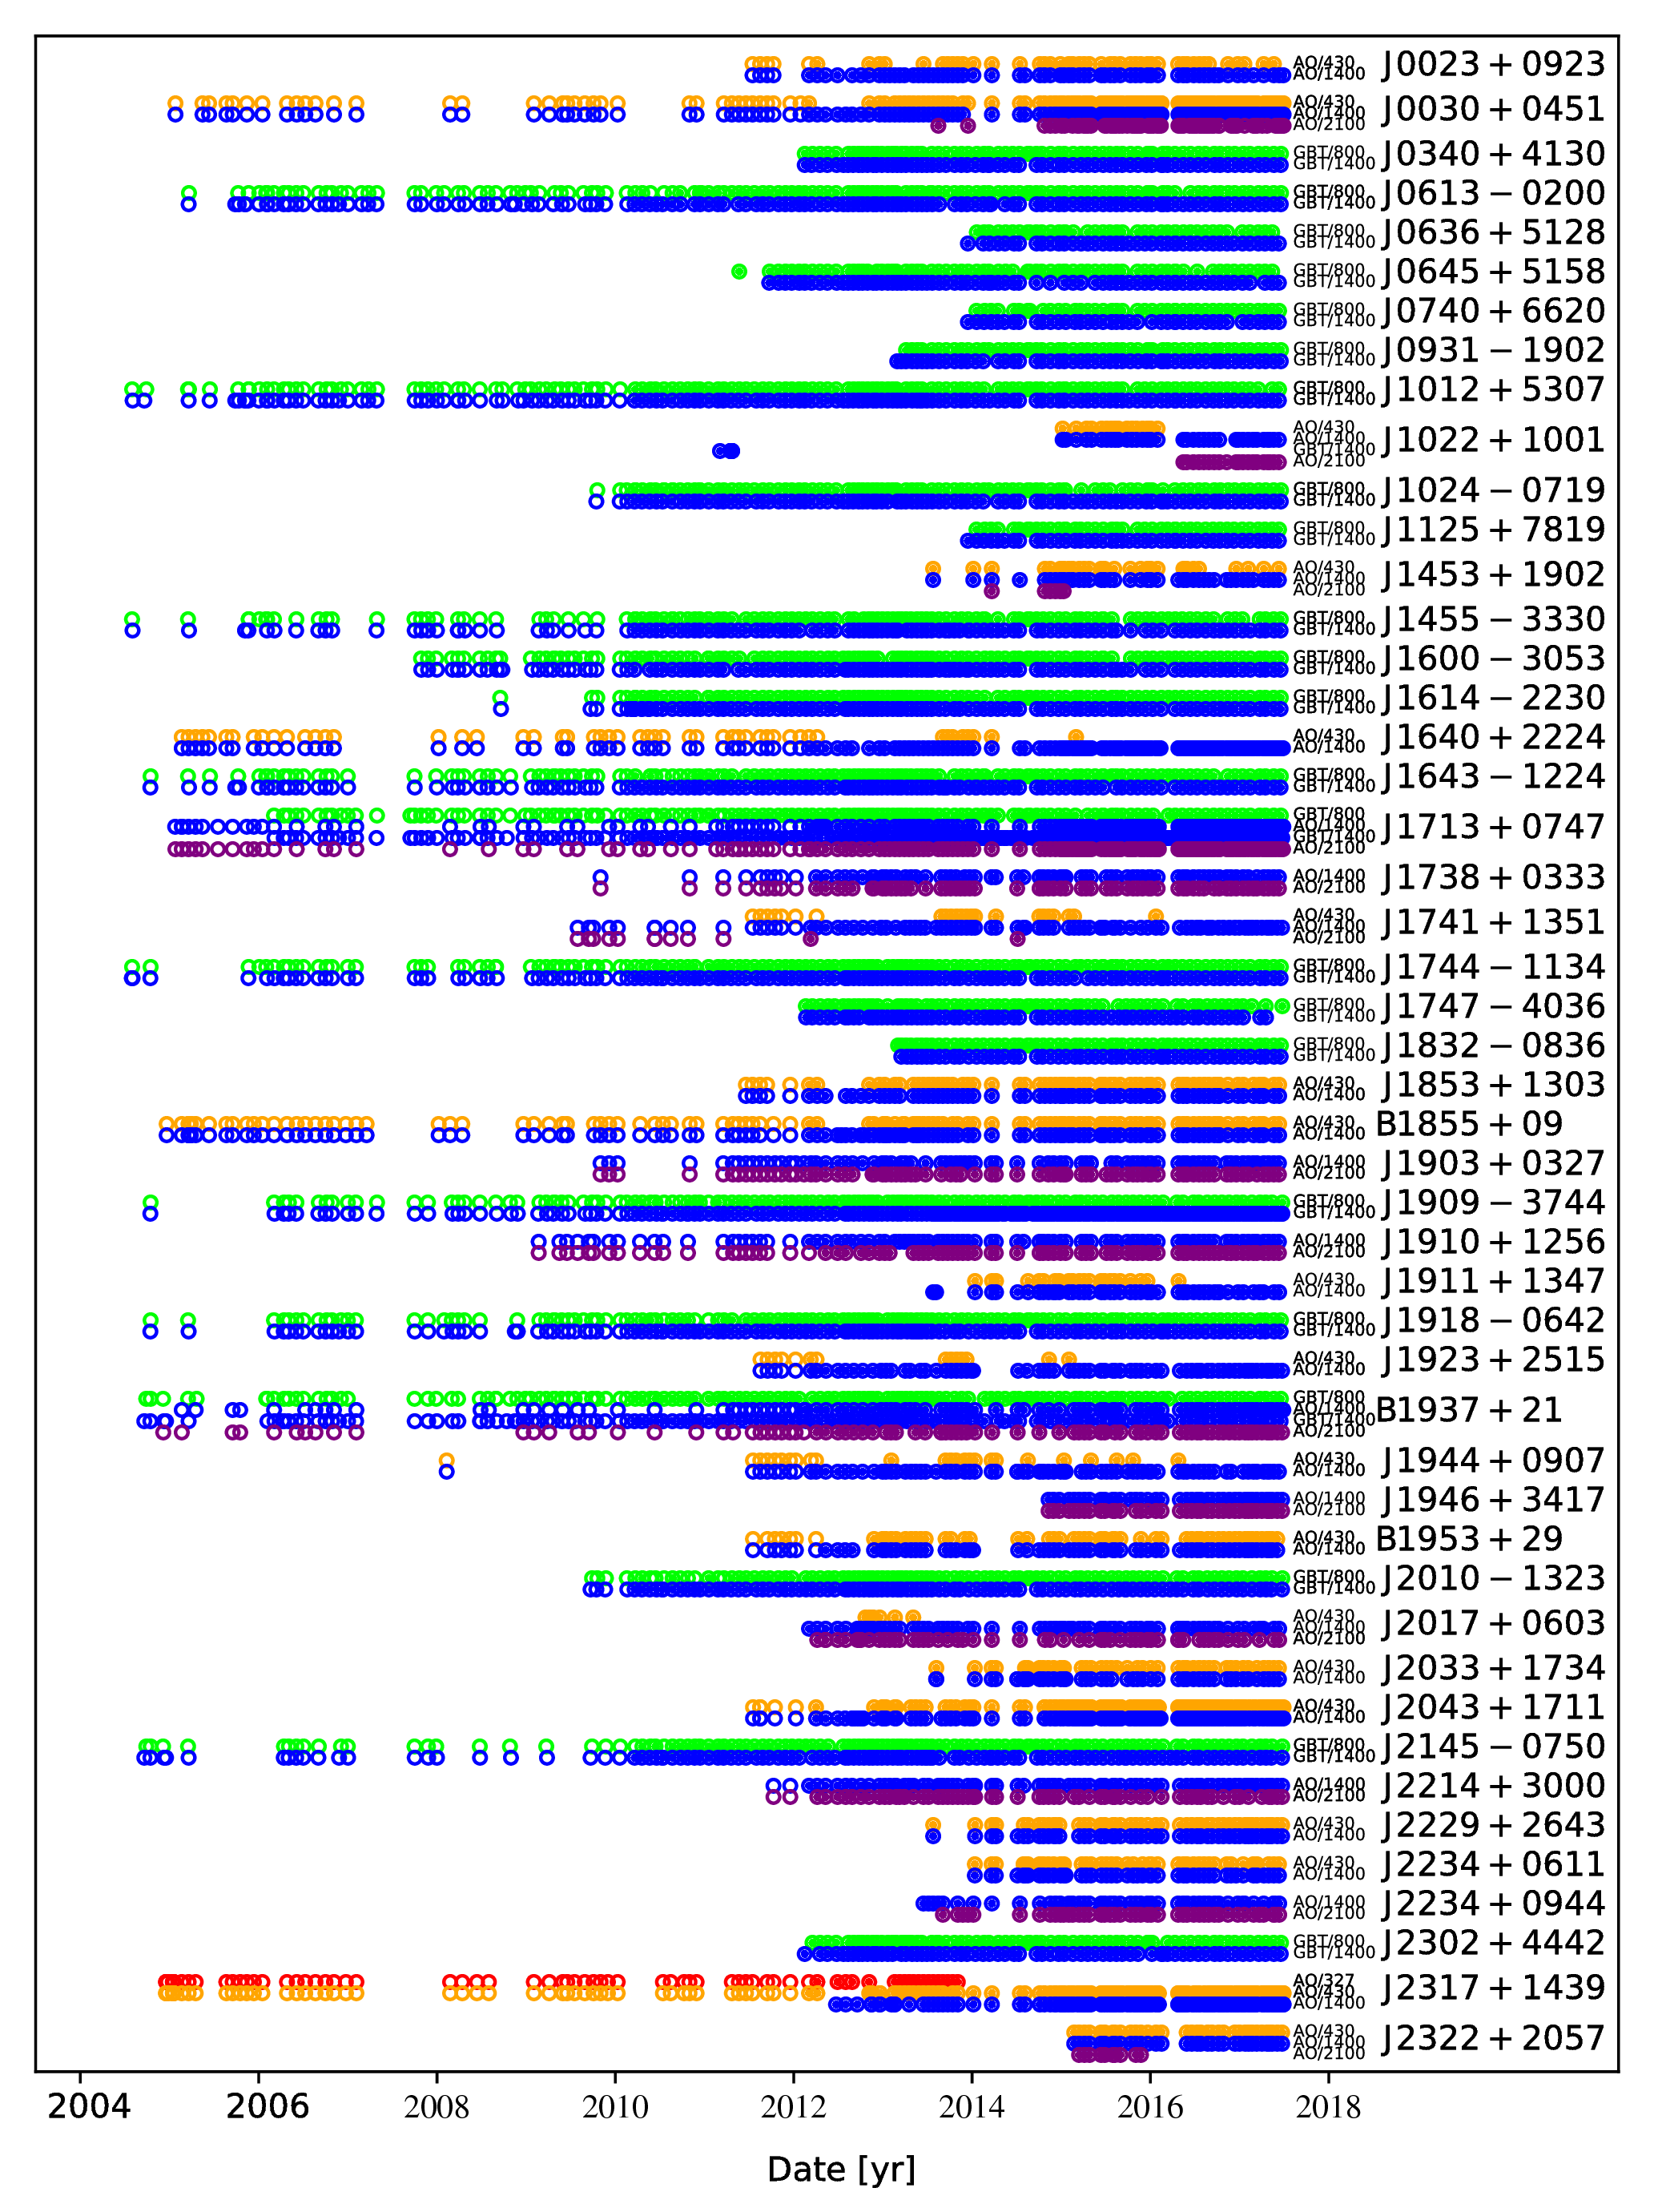 AO/430
AO/1400
J0023 + 0923
AO/430
AO/1400
AO/2100
J0030 + 0451
GBT/800
GBT/1400
J0340 + 4130
GBT/800
GBT/1400
J0613 − 0200
GBT/800
GBT/1400
J0636 + 5128
GBT/800
GBT/1400
J0645 + 5158
GBT/800
GBT/1400
J0740 + 6620
GBT/800
GBT/1400
J0931 − 1902
GBT/800
GBT/1400
J1012 + 5307
AO/430
AO/1400
GBT/1400
AO/2100
J1022 + 1001
GBT/800
GBT/1400
J1024 − 0719
GBT/800
GBT/1400
J1125 + 7819
AO/430
AO/1400
AO/2100
J1453 + 1902
GBT/800
GBT/1400
J1455 − 3330
GBT/800
GBT/1400
J1600 − 3053
GBT/800
GBT/1400
J1614 − 2230
AO/430
AO/1400
J1640 + 2224
GBT/800
GBT/1400
J1643 − 1224
GBT/800
AO/1400
GBT/1400
AO/2100
J1713 + 0747
AO/1400
AO/2100
J1738 + 0333
AO/430
AO/1400
AO/2100
J1741 + 1351
GBT/800
GBT/1400
J1744 − 1134
GBT/800
GBT/1400
J1747 − 4036
GBT/800
GBT/1400
J1832 − 0836
AO/430
AO/1400
J1853 + 1303
AO/430
AO/1400
B1855 + 09
AO/1400
AO/2100
J1903 + 0327
GBT/800
GBT/1400
J1909 − 3744
AO/1400
AO/2100
J1910 + 1256
AO/430
AO/1400
J1911 + 1347
GBT/800
GBT/1400
J1918 − 0642
AO/430
AO/1400
J1923 + 2515
GBT/800
AO/1400
GBT/1400
AO/2100
B1937 + 21
AO/430
AO/1400
J1944 + 0907
AO/1400
AO/2100
J1946 + 3417
AO/430
AO/1400
B1953 + 29
GBT/800
GBT/1400
J2010 − 1323
AO/430
AO/1400
AO/2100
J2017 + 0603
AO/430
AO/1400
J2033 + 1734
AO/430
AO/1400
J2043 + 1711
GBT/800
GBT/1400
J2145 − 0750
AO/1400
AO/2100
J2214 + 3000
AO/430
AO/1400
J2229 + 2643
AO/430
AO/1400
J2234 + 0611
AO/1400
AO/2100
J2234 + 0944
GBT/800
GBT/1400
J2302 + 4442
AO/327
AO/430
AO/1400
J2317 + 1439
AO/430
AO/1400
AO/2100
J2322 + 2057
2004 2006 2008 2010 2012 2014 2016 2018
Date [yr]